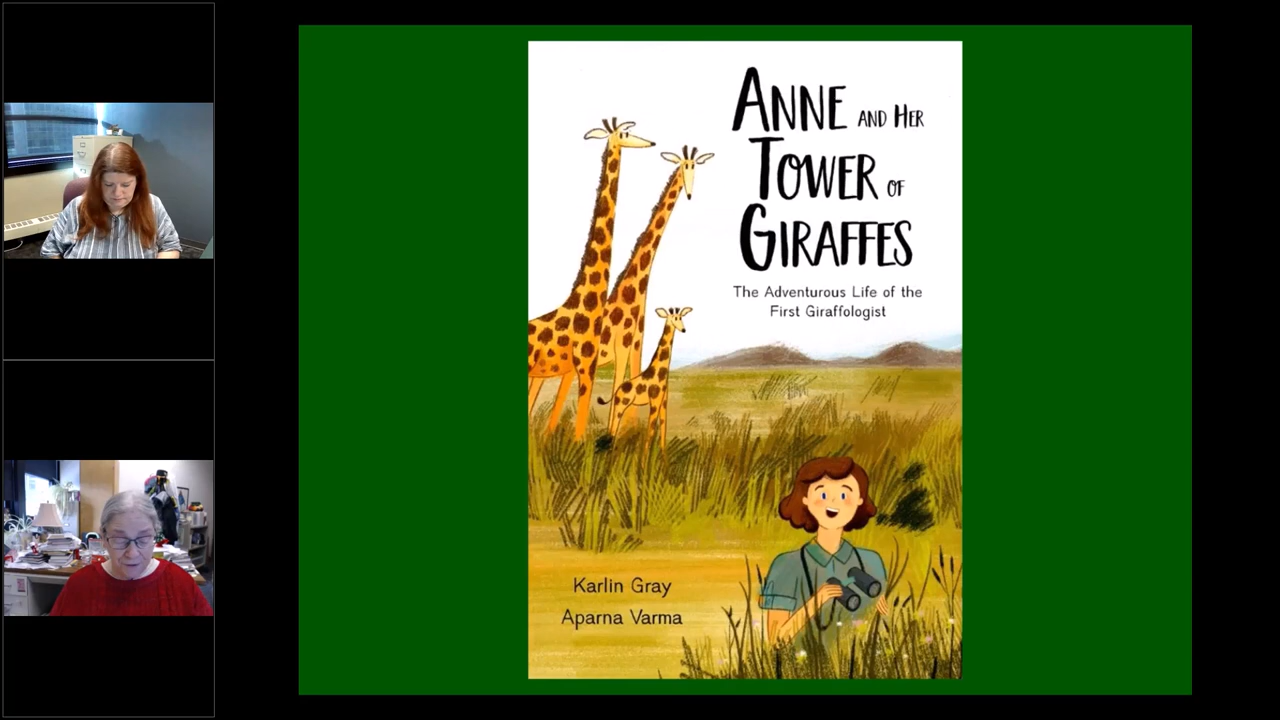 ANNE AND HER
TOWER OF
GIRAFFES
The Adventurous Life of the
First Giraffologist
Karlin Gray
Aparna Varma